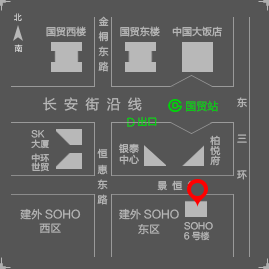 北
南
金桐东路
国贸西楼
国贸东楼
中国大饭店
长安街沿线
国贸站
D出口
东三环
SK
大厦
中环
世贸
恒惠东路
银泰
中心
柏悦府
景恒
建外 SOHO
西区
建外 SOHO
东区
SOHO
6 号楼